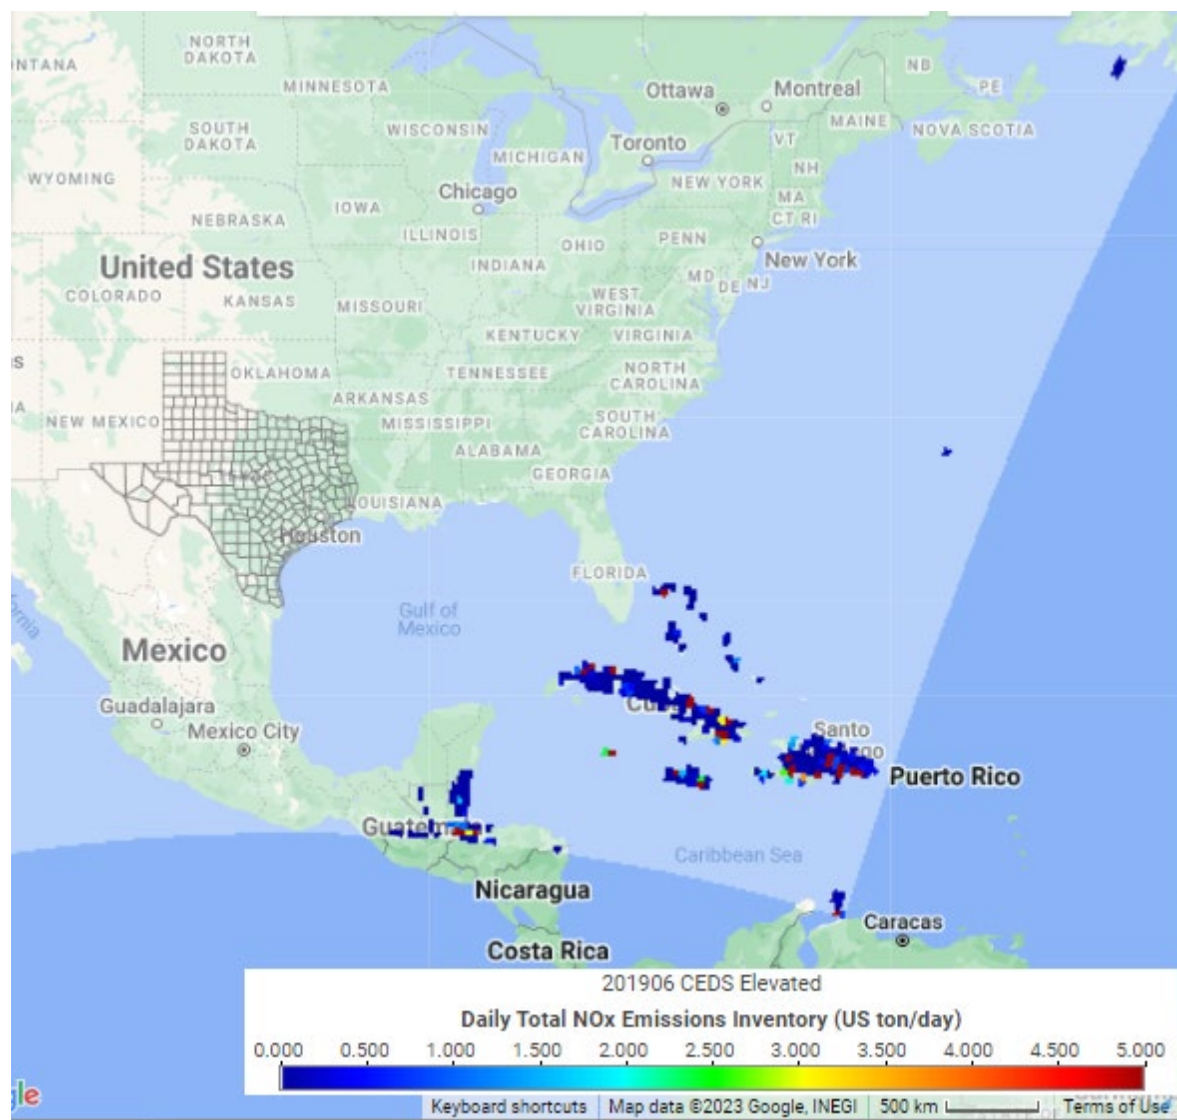 NORTH
DAKOTA
NTANA
MINNESOTA
NB
Ottawa
Montreal
PE
SOUTH
DAKOTA
WISCONSIN
MAINE
NOVA SCOTIA
VT
Toronto
MICHIGAN
NH
WYOMING
NEW YORK
Chicago
MA
NEBRASKA
IOWA
CT RI
ILLINOIS
OHIO
PENN
New York
United States
INDIANA
MD
DE
NJ
COLORADO
KANSAS
MISSOURI
WEST
VIRGINIA
KENTUCKY
VIRGINIA
S
OKLAHOMA
TENNESSEE
NORTH
CAROLINA
ARKANSAS
A
NEW MEXICO
MISSISSIPPI
SOUTH
CAROLINA
ALABAMA
GEORGIA
LOUISIANA
Houston
FLORIDA
fornia
Gulf of
Mexico
Mexico
Guadalajara
Mexico City
Cuba
Santo
Puerto Rico
Guatemala
Caribbean Sea
Nicaragua
Caracas
Costa Rica
201906 CEDS Elevated
Daily Total NOx Emissions Inventory (US ton/day)
0.000 0.500 1.000 1.500 2.000 2.500 3.000 3.500 4.000 4.500 5.000
gle
Keyboard shortcuts Map data ©2023 Google, INEGI 500 km Terms of Use